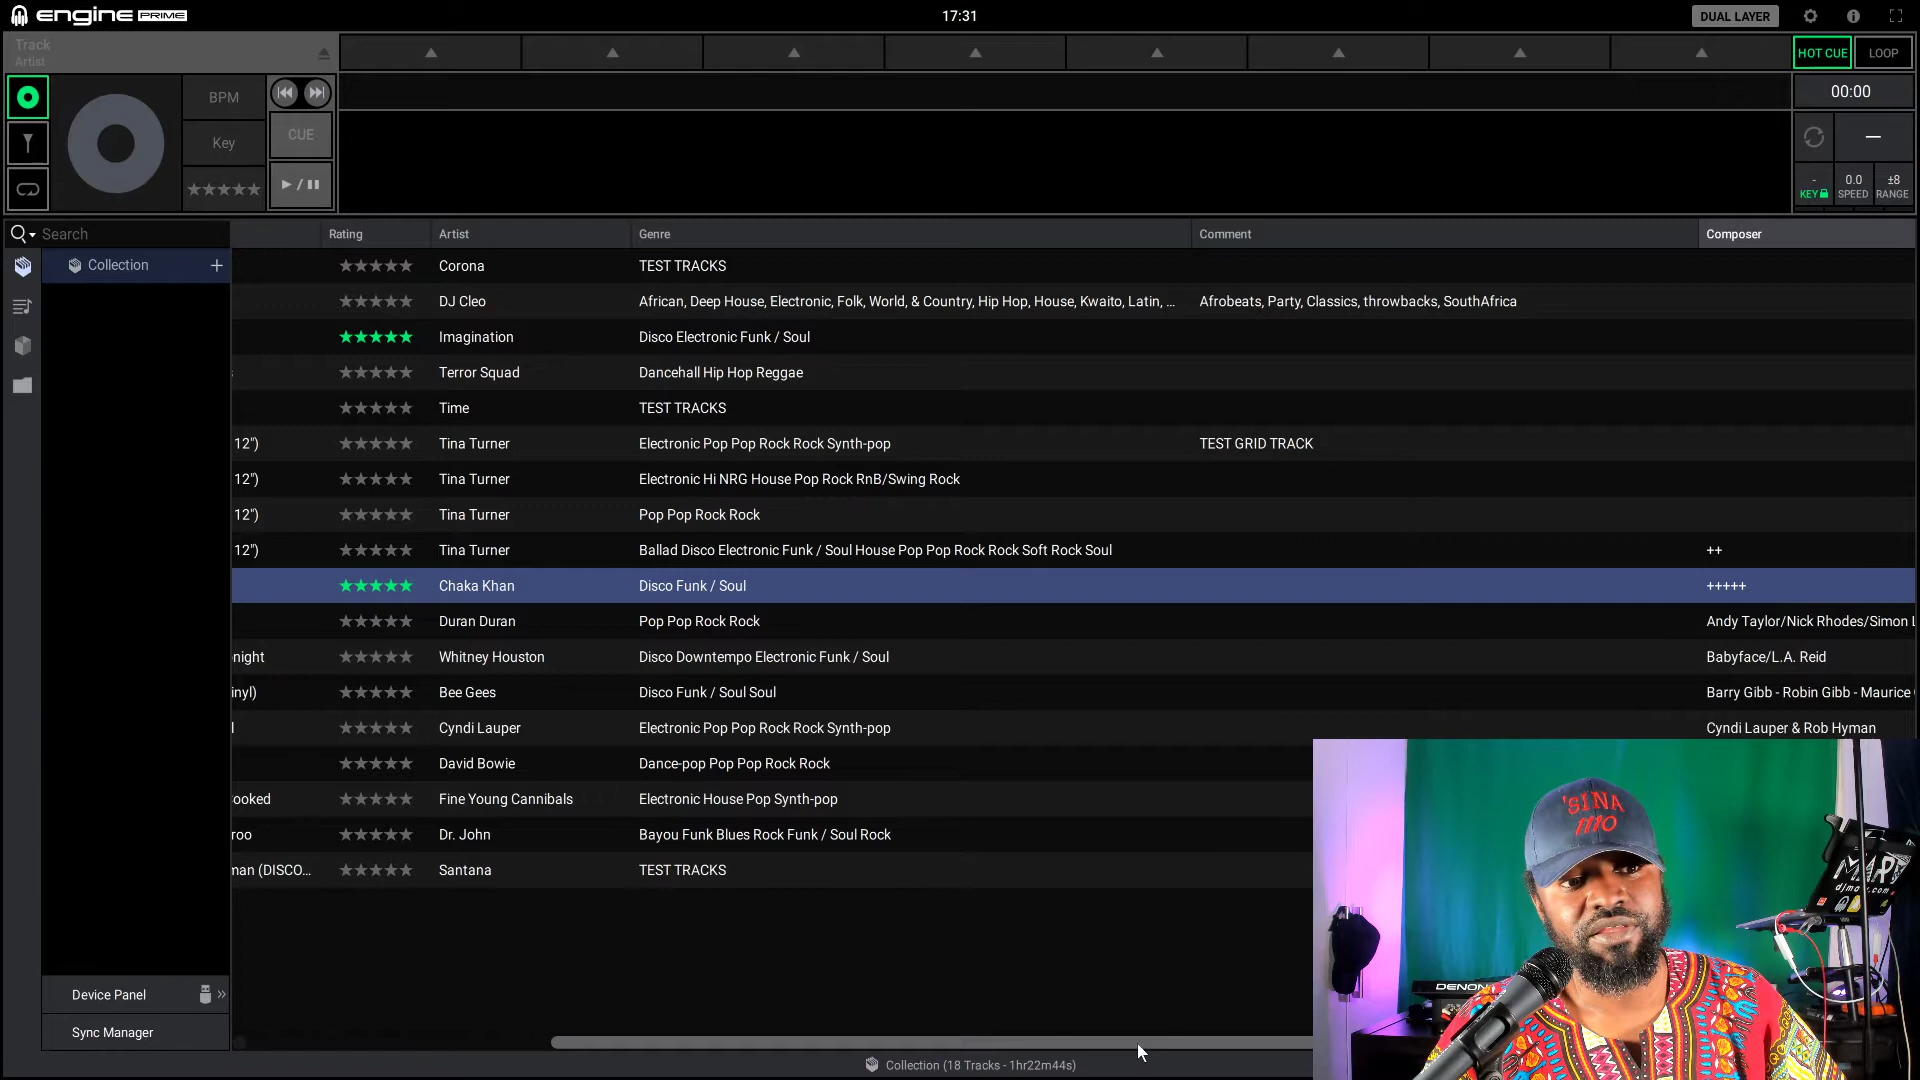 engine PRIME
17:31
DUAL LAYER
Track
Artist
HOT CUE
LOOP
BPM
Key
CUE
00:00
-
KEY
0.0
SPEED
±8
RANGE
Search
Rating Artist Genre Comment Composer
Collection +
Corona TEST TRACKS
DJ Cleo African, Deep House, Electronic, Folk, World, & Country, Hip Hop, House, Kwaito, Latin, ... Afrobeats, Party, Classics, throwbacks, SouthAfrica
Imagination Disco Electronic Funk / Soul
Terror Squad Dancehall Hip Hop Reggae
Time TEST TRACKS
12") Tina Turner Electronic Pop Pop Rock Rock Synth-pop TEST GRID TRACK
12") Tina Turner Electronic Hi NRG House Pop Rock RnB/Swing Rock
12") Tina Turner Pop Pop Rock Rock
12") Tina Turner Ballad Disco Electronic Funk / Soul House Pop Pop Rock Rock Soft Rock Soul ++
Chaka Khan Disco Funk / Soul +++++
Duran Duran Pop Pop Rock Rock Andy Taylor/Nick Rhodes/Simon L
night Whitney Houston Disco Downtempo Electronic Funk / Soul Babyface/L.A. Reid
inyl) Bee Gees Disco Funk / Soul Soul Barry Gibb - Robin Gibb - Maurice
l Cyndi Lauper Electronic Pop Pop Rock Rock Synth-pop Cyndi Lauper & Rob Hyman
David Bowie Dance-pop Pop Pop Rock Rock
ooked Fine Young Cannibals Electronic House Pop Synth-pop
roo Dr. John Bayou Funk Blues Rock Funk / Soul Rock
man (DISCO... Santana TEST TRACKS
'SINA
1110
MARV
DENON
Device Panel
Sync Manager
Collection (18 Tracks - 1hr22m44s)